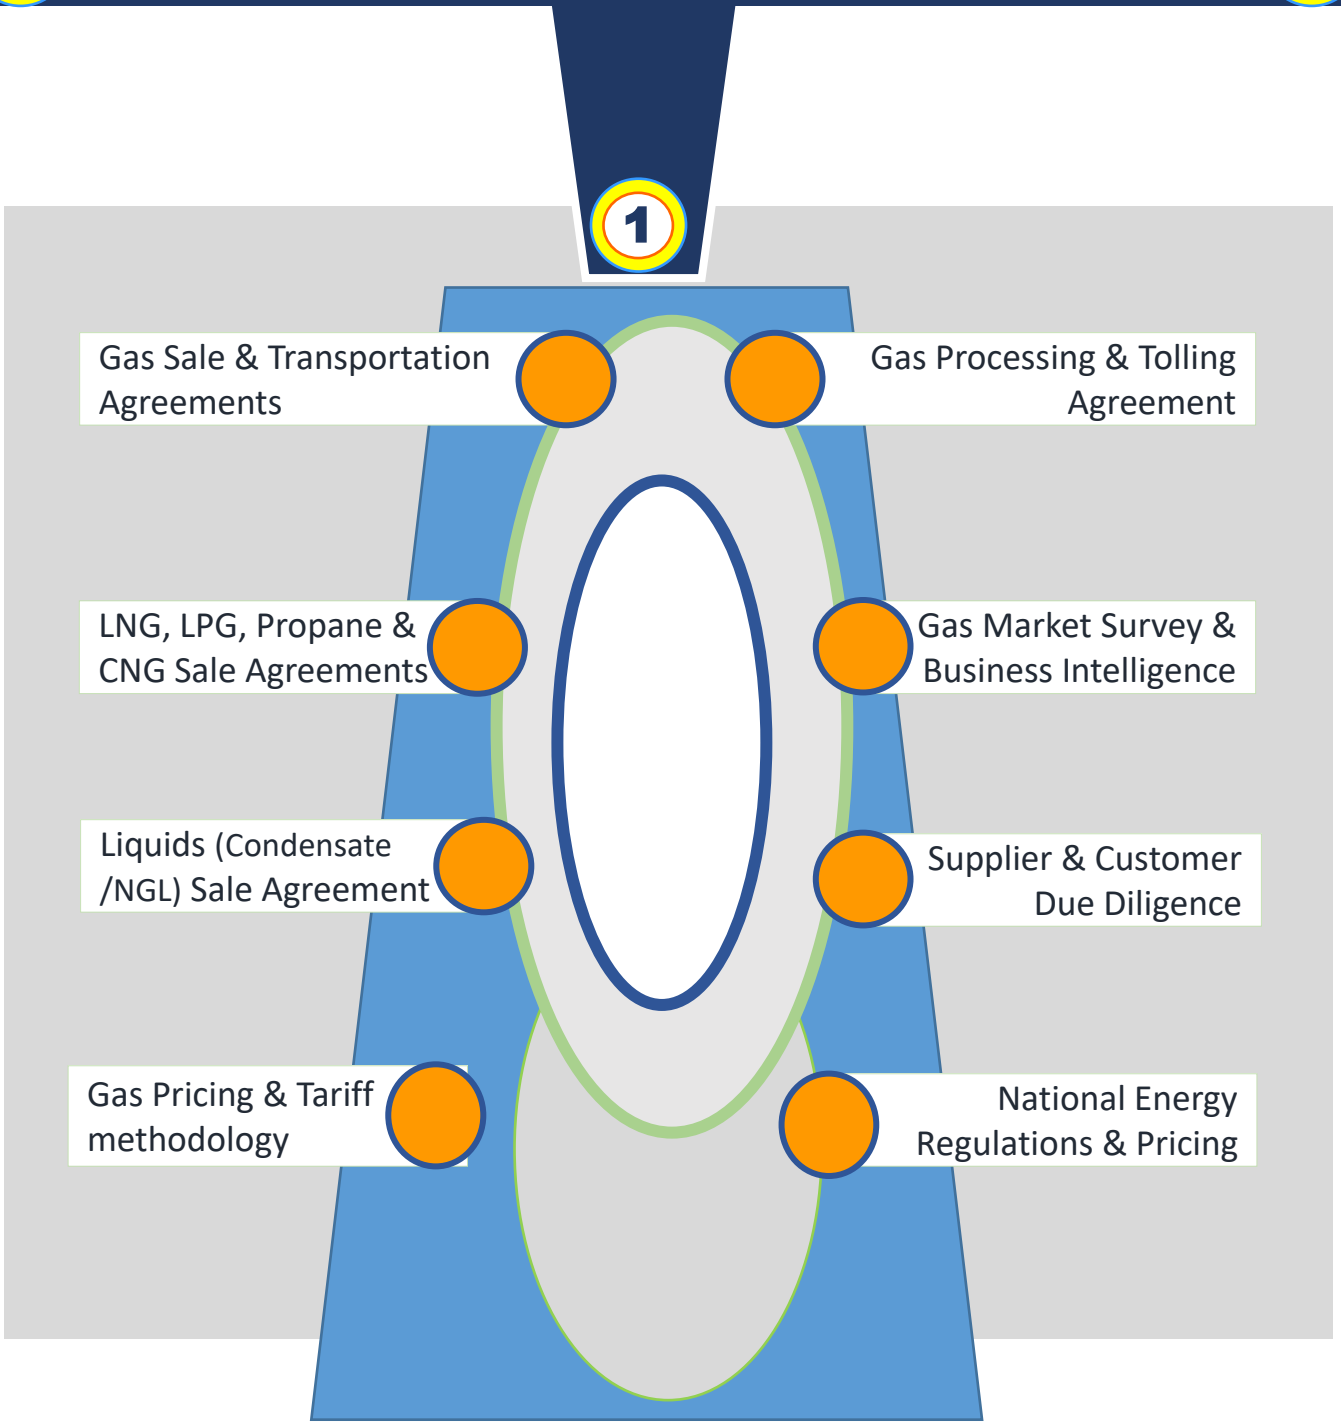 1
Gas Sale & Transportation
Agreements
Gas Processing & Tolling
Agreement
LNG, LPG, Propane &
CNG Sale Agreements
Gas Market Survey &
Business Intelligence
Liquids (Condensate
/NGL) Sale Agreement
Supplier & Customer
Due Diligence
Gas Pricing & Tariff
methodology
National Energy
Regulations & Pricing